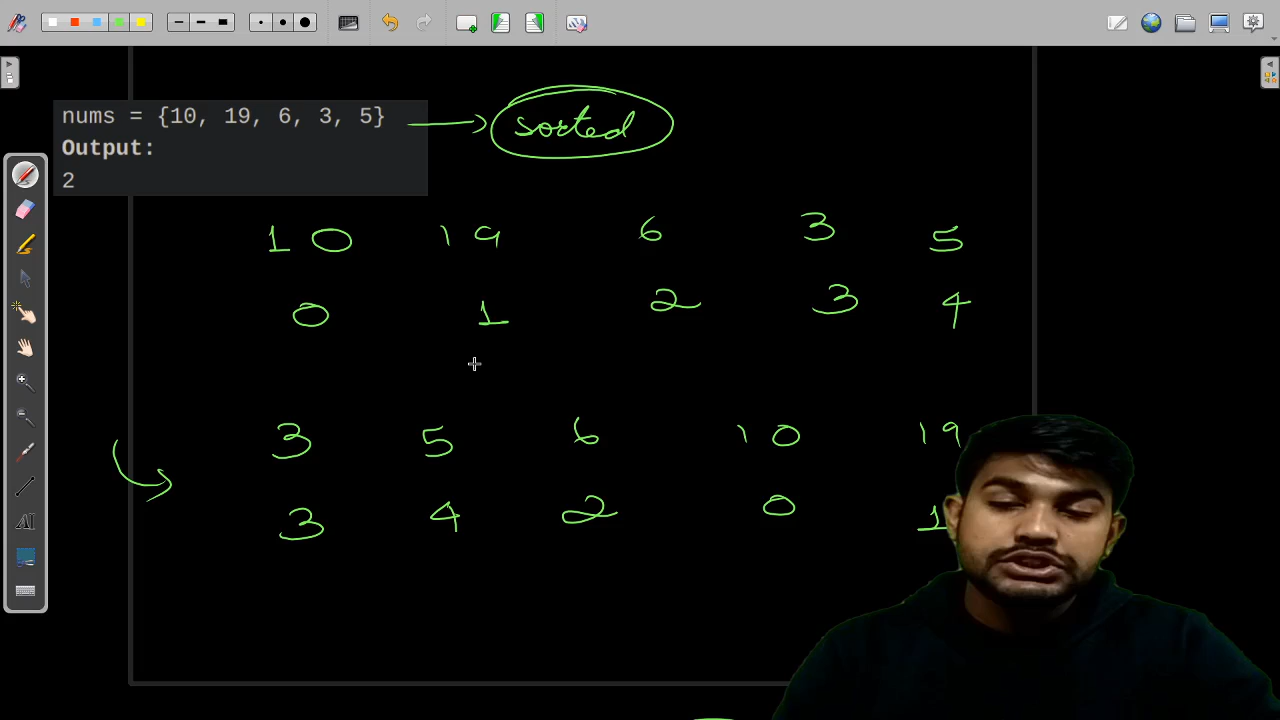 nums = {10, 19, 6, 3, 5}
sorted
Output:
2
10 19 6 3 5
0 1 2 3 4
3 5 6 10 19
3 4 2 0 1